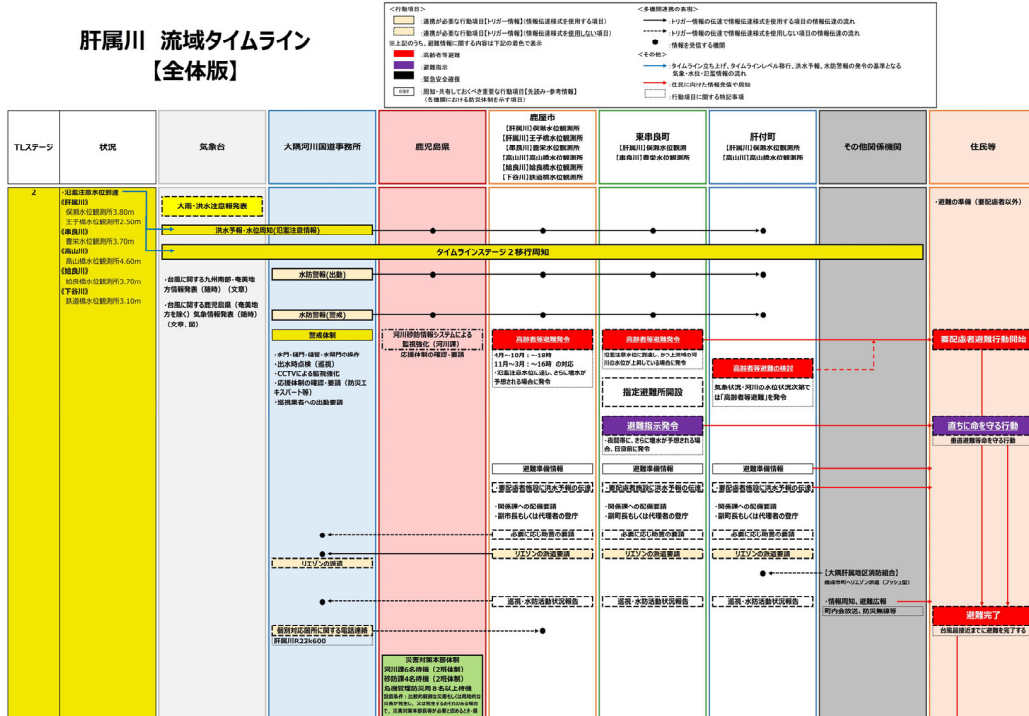 肝属川 流域タイムライン
【全体版】
<行動項目>
:連携が必要な行動項目【トリガー情報】(情報伝達様式を使用する項目)
:連携が必要な行動項目【トリガー情報】(情報伝達様式を使用しない項目)
※上記のうち、避難情報に関する内容は下記の着色で表示
:高齢者等避難
:避難指示
:緊急安全確保
:周知・共有しておくべき重要な行動項目【先読み・参考情報】
(各機関における防災体制を示す項目)
<多機関連携の表現>
:トリガー情報の伝達で情報伝達様式を使用する項目の情報伝達の流れ
:トリガー情報の伝達で情報伝達様式を使用しない項目の情報伝達の流れ
:情報を受信する機関
<その他>
:タイムライン立ち上げ、タイムラインレベル移行、洪水予報、水防警報の発令の基準となる
気象・水位・氾濫情報の流れ
:住民に向けた情報発信や周知
:行動項目に関する特記事項
TLステージ
状況
気象台
大隅河川国道事務所
鹿児島県
鹿屋市
【肝属川】俣瀬水位観測所
【肝属川】王子橋水位観測所
【串良川】豊栄水位観測所
【高山川】高山橋水位観測所
【姶良川】姶良橋水位観測所
【下谷川】鉄道橋水位観測所
東串良町
【肝属川】俣瀬水位観測
【串良川】豊栄水位観測所
肝付町
【肝属川】俣瀬水位観測所
【高山川】高山橋水位観測所
その他関係機関
住民等
2
・氾濫注意水位到達
《肝属川》
俣瀬水位観測所3.80m
王子橋水位観測所2.50m
《串良川》
豊栄水位観測所3.70m
《高山川》
高山橋水位観測所4.60m
《姶良川》
姶良橋水位観測所3.70m
《下谷川》
鉄道橋水位観測所3.10m
大雨・洪水注意報発表
洪水予報・水位周知(氾濫注意情報)
タイムラインステージ2移行周知
・台風に関する九州南部・奄美地
方情報発表(随時)(文章)
・台風に関する鹿児島県(奄美地
方を除く)気象情報発表(随時)
(文章、図)
水防警報(出動)
水防警報(警戒)
警戒体制
・水門・樋門・樋管・水閘門の操作
・出水時点検(巡視)
・CCTVによる監視強化
・応援体制の確認・要請(防災エ
キスパート等)
・巡視業者への出動要請
リエゾンの派遣
個別対応箇所に関する電話連絡
肝属川R23k600
河川砂防情報システムによる
監視強化(河川課)
応援体制の確認・要請
災害対策本部体制
河川課6名待機(2班体制)
砂防課4名待機(2班体制)
危機管理防災局8名以上待機
高齢者等避難発令
4月~10月:~18時
11月~3月:~16時 の対応
・氾濫注意水位に達し、さらに増水が
予想される場合に発令
避難準備情報
・要配慮者施設に洪水予報の伝達
・関係課への配備要請
・副市長もしくは代理者の登庁
必要に応じ助言の要請
リエゾンの派遣要請
巡視・水防活動状況報告
高齢者等避難発令
氾濫注意水位に到達し、かつ上流域の河
川の水位が上昇している場合に発令
指定避難所開設
避難指示発令
・夜間帯に、さらに増水が予想される場
合、日没前に発令
避難準備情報
・要配慮者施設に洪水予報の伝達
・関係課への配備要請
・副町長もしくは代理者の登庁
必要に応じ助言の要請
リエゾンの派遣要請
巡視・水防活動状況報告
高齢者等避難の検討
気象状況・河川の水位状況次第で
は「高齢者等避難」を発令
避難準備情報
・要配慮者施設に洪水予報の伝達
・関係課への配備要請
・副町長もしくは代理者の登庁
必要に応じ助言の要請
リエゾンの派遣要請
巡視・水防活動状況報告
【大隅肝属地区消防組合】
構成市町へリエゾン派遣(プッシュ型)
・情報周知、避難広報
町内会放送、防災無線等
・避難の準備(要配慮者以外)
要配慮者避難行動開始
直ちに命を守る行動
垂直避難等命を守る行動
避難完了
台風最接近までに避難を完了する